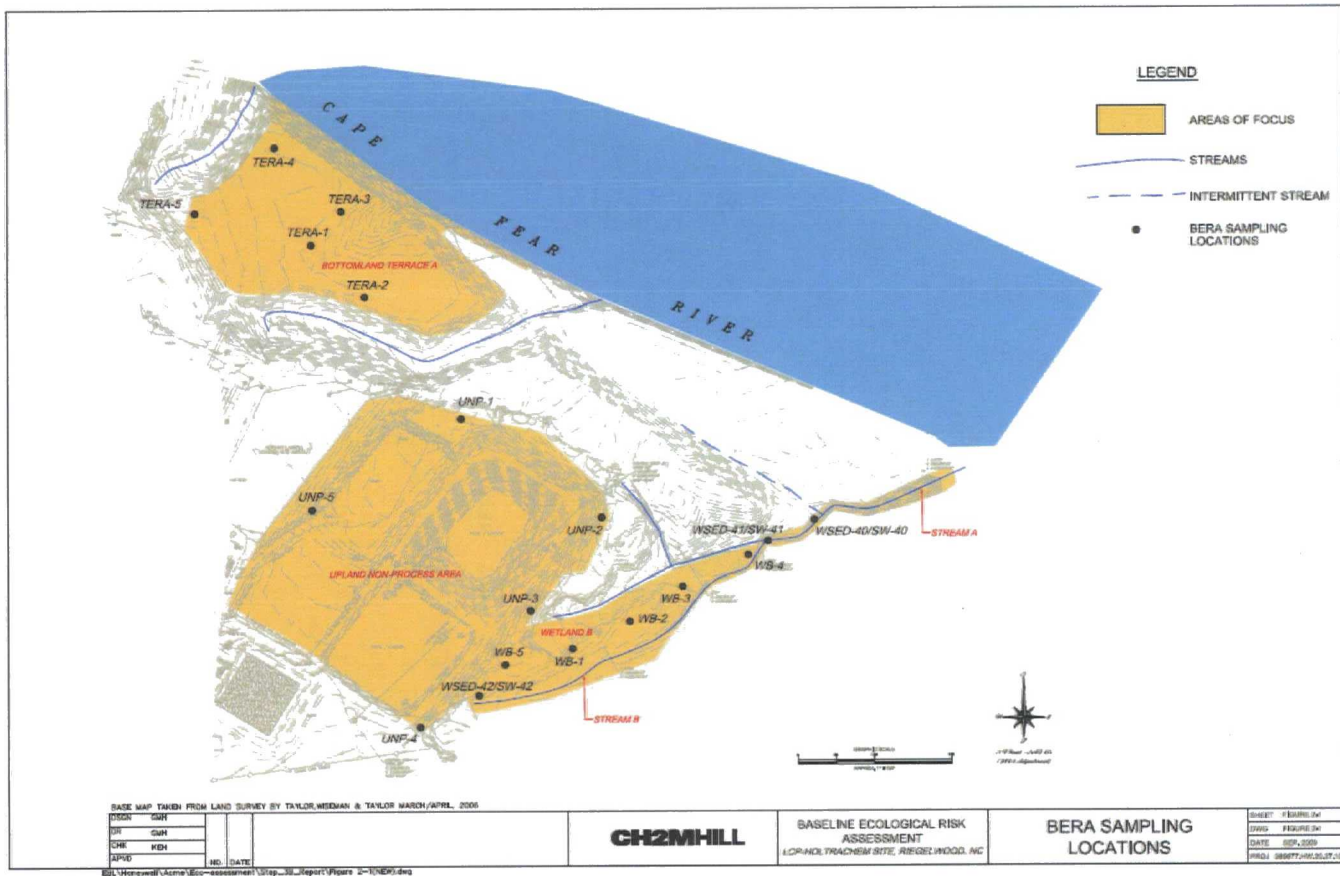 LEGEND
AREAS OF FOCUS
STREAMS
INTERMITTENT STREAM
BERA SAMPLING
LOCATIONS
CAPE
FEAR
RIVER
TERA-4
TERA-5
TERA-3
TERA-1
BOTTOMLAND TERRACE A
TERA-2
UNP-1
UNP-5
UNP-2
WSED-41/SW-41
WSED-40/SW-40
STREAM A
UPLAND NON-PROCESS AREA
WB-4
WB-3
UNP-3
WB-2
WETLAND B
WB-5
WB-1
WSED-42/SW-42
STREAM B
UNP-4
BASE MAP TAKEN FROM LAND SURVEY BY TAYLOR,WISEMAN & TAYLOR MARCH/APRIL, 2006
DSGN GMH
DR GMH
CHK KEH
APVD
NO. DATE
CH2MHILL
BASELINE ECOLOGICAL RISK
ASSESSMENT
LCP-HOLTRACHEM SITE, RIEGELWOOD, NC
BERA SAMPLING
LOCATIONS
SHEET
DWG
DATE SEP.2009
PROJ